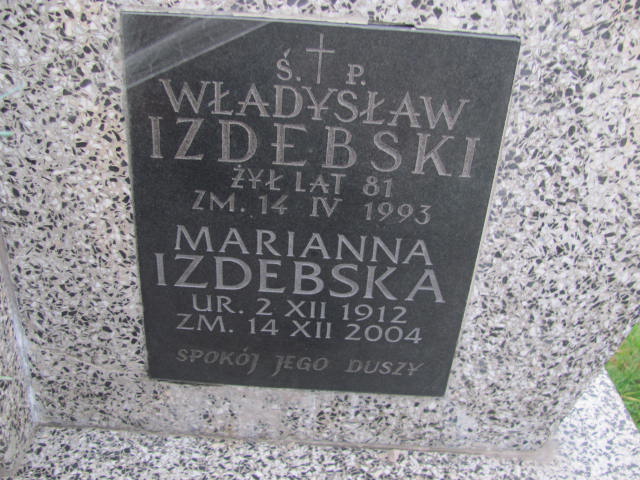 Ś. P.
WŁADYSŁAW
IZDEBSKI
ŻYŁ LAT 81
ZM. 14 IV 1993
MARIANNA
IZDEBSKA
UR. 2 XII 1912
ZM. 14 XII 2004
SPOKÓJ JEGO DUSZY